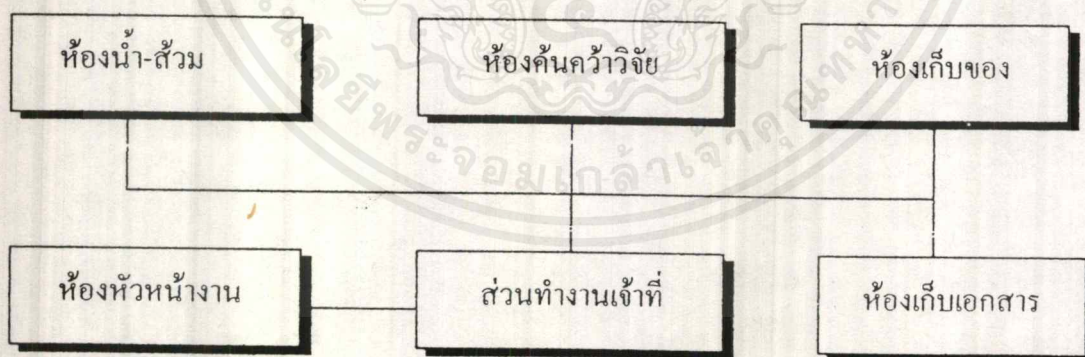 ห้องน้ำ-ส้วม
ห้องค้นคว้าวิจัย
ห้องเก็บของ
ห้องหัวหน้างาน
ส่วนทำงานเจ้าที่
ห้องเก็บเอกสาร